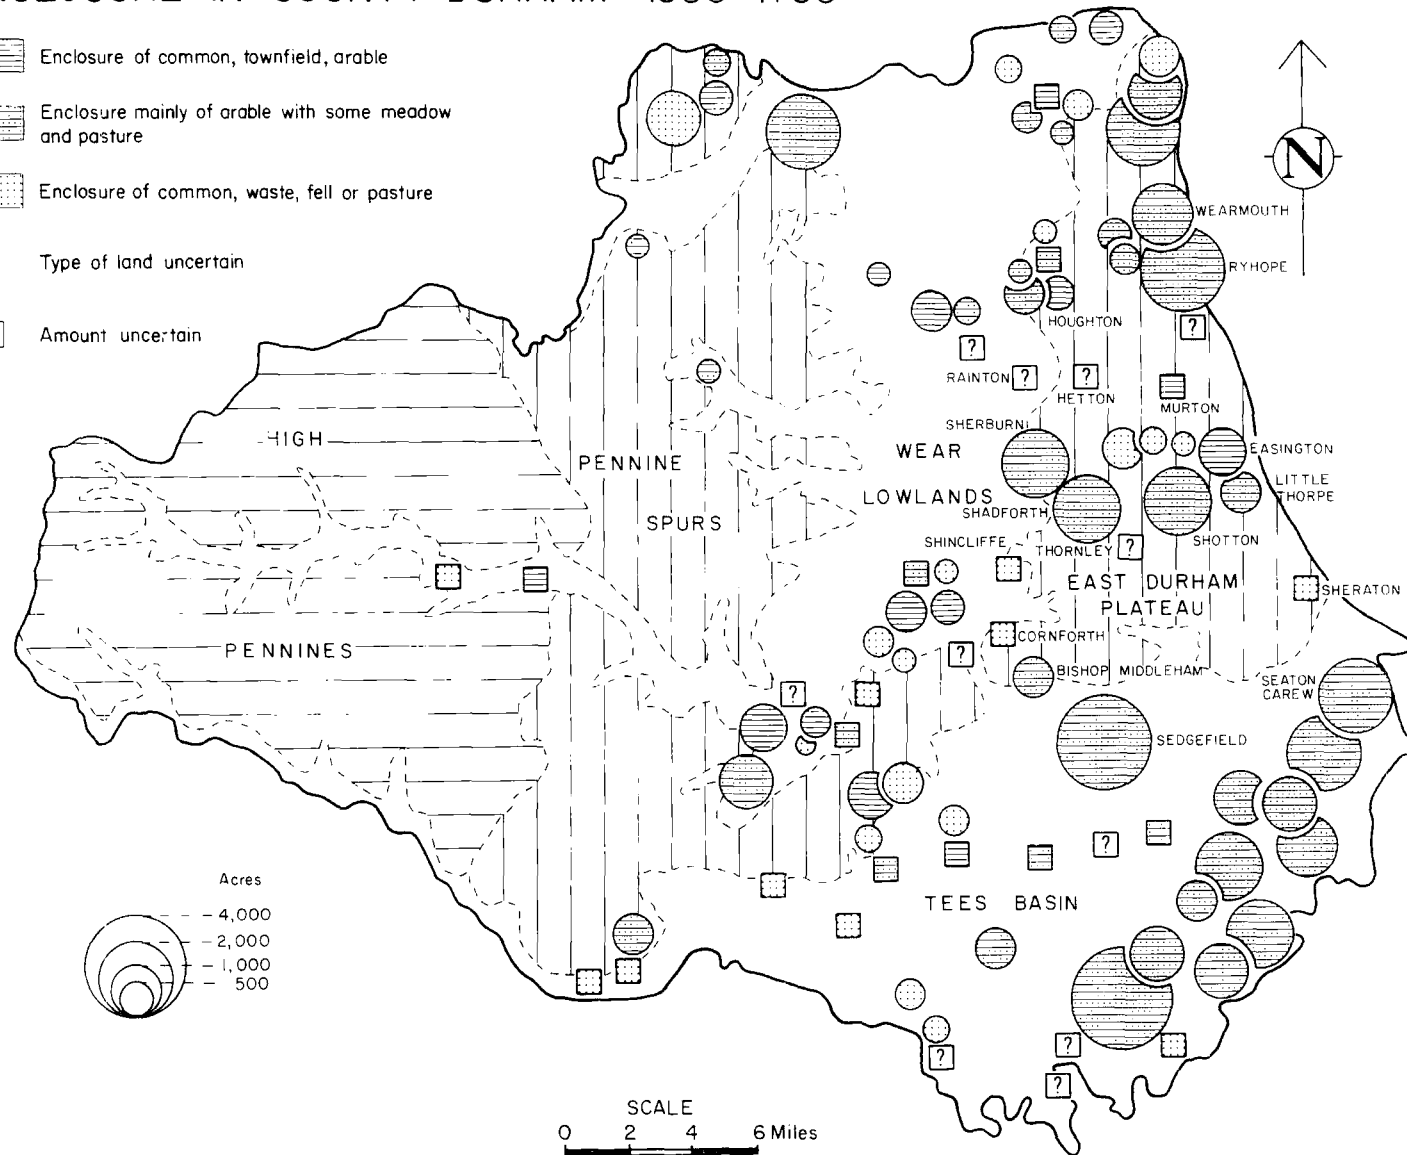 IN COUNTY DURHAM
Enclosure of common, townfield, arable
Enclosure mainly of arable with some meadow
and pasture
Enclosure of common, waste, fell or pasture
Type of land uncertain
Amount uncertain
N
WEARMOUTH
RYHOPE
HOUGHTON
?
?
RAINTON ?
?
HETTON
MURTON
SHERBURN
HIGH
PENNINE
WEAR
EASINGTON
LOWLANDS
LITTLE
THORPE
SPURS
SHADFORTH
SHOTTON
SHINCLIFFE
THORNLEY ?
EAST DURHAM
PLATEAU
SHERATON
CORNFORTH
PENNINES
?
BISHOP MIDDLEHAM
SEATON
CAREW
?
SEDGEFIELD
?
Acres
4,000
2,000
1,000
500
TEES BASIN
?
?
?
SCALE
0 2 4 6 Miles